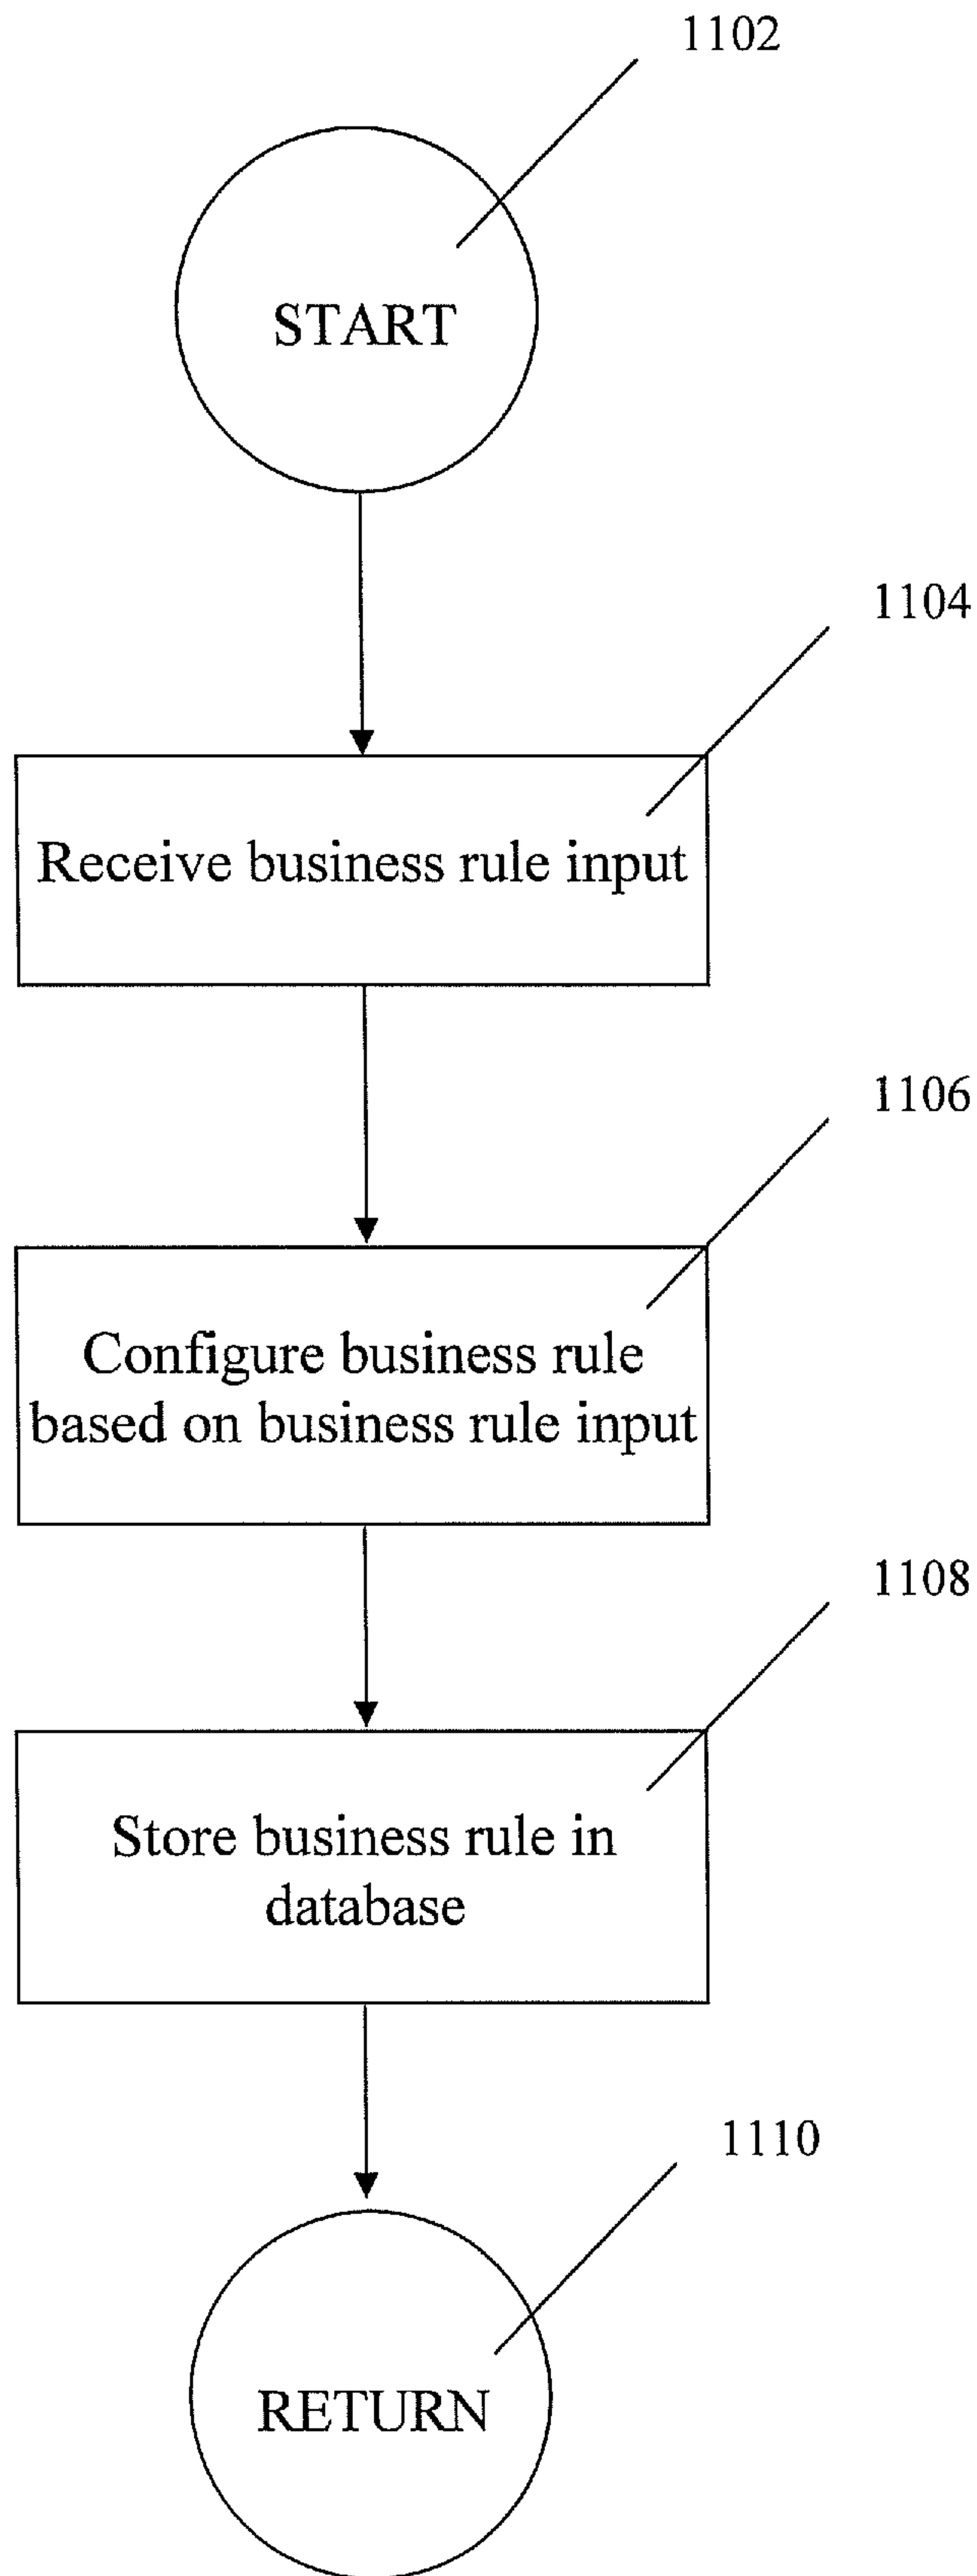 1102
START
1104
Receive business rule input
1106
Configure business rule
based on business rule input
1108
Store business rule in
database
1110
RETURN